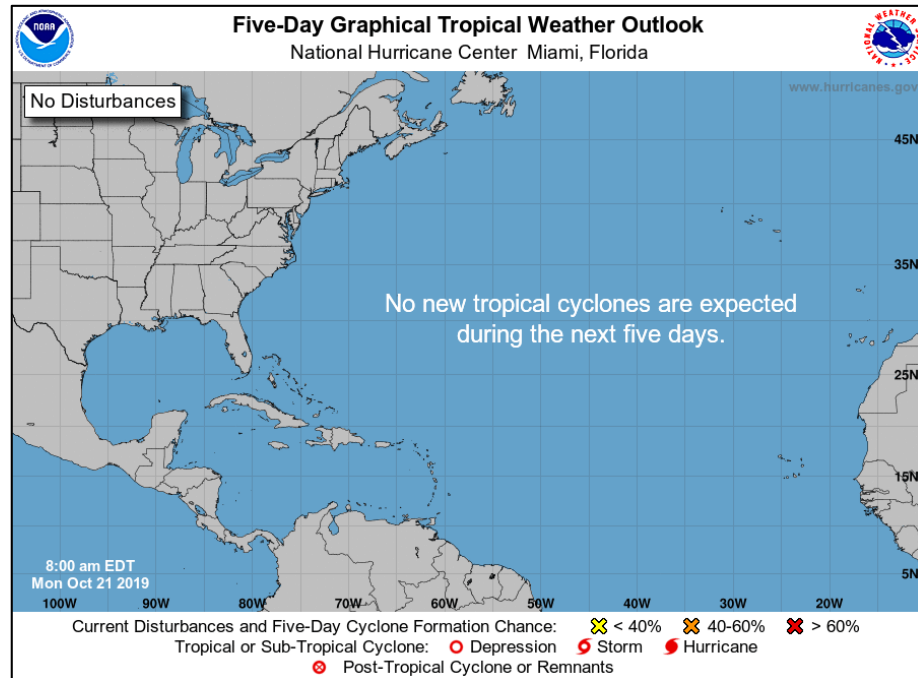 Five-Day Graphical Tropical Weather Outlook
National Hurricane Center Miami, Florida
NOAA
No Disturbances
www.hurricanes.gov
45N
35N
No new tropical cyclones are expected
during the next five days.
25N
15N
8:00 am EDT
Mon Oct 21 2019
5N
100W 90W 80W 70W 60W 50W 40W 30W 20W
Current Disturbances and Five-Day Cyclone Formation Chance: < 40% 40-60% > 60%
Tropical or Sub-Tropical Cyclone: Depression Storm Hurricane
Post-Tropical Cyclone or Remnants